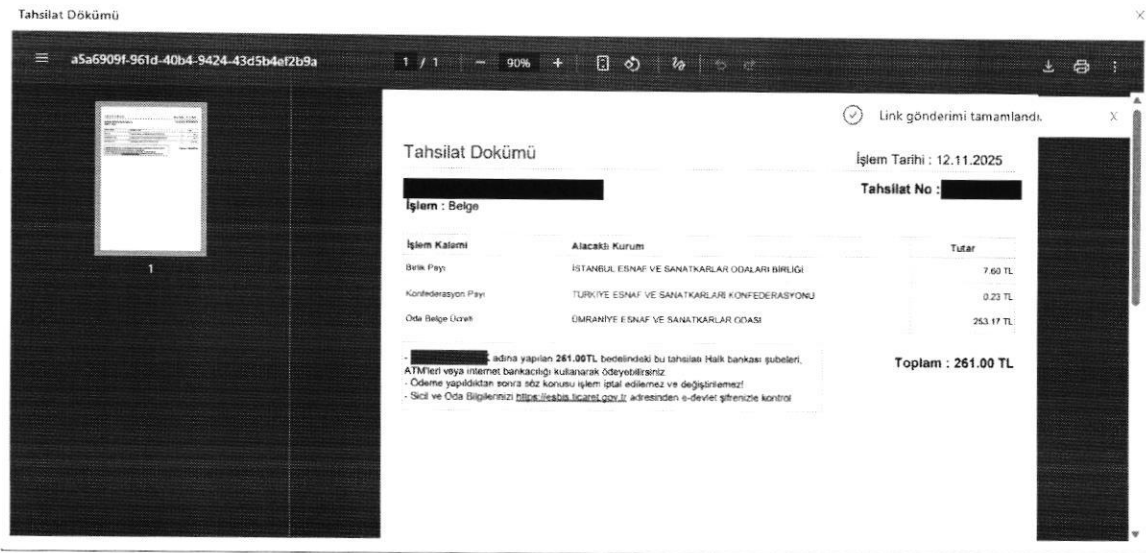 Tahsilat Dökümü
a5a6909f-961d-40b4-9424-43d5b4ef2b9a
1 / 1
90%
Link gönderimi tamamlandı.
Tahsilat Dokümü
İşlem Tarihi : 12.11.2025
Tahsilat No :
İşlem : Belge
İşlem Kalemi Alacaklı Kurum Tutar
Birlik Payı İSTANBUL ESNAF VE SANATKARLAR ODALARI BİRLİĞİ 7.60 TL
Konfederasyon Payı TÜRKİYE ESNAF VE SANATKARLARI KONFEDERASYONU 0.23 TL
Oda Belge Ücreti ÜMRANİYE ESNAF VE SANATKARLAR ODASI 253.17 TL
- adına yapılan 261.00TL bedelindeki bu tahsilatı Halk bankası şubeleri,
ATM'leri veya internet bankacılığı kullanarak ödeyebilirsiniz.
- Ödeme yapıldıktan sonra söz konusu işlem iptal edilemez ve değiştirilemez!
- Sicil ve Oda Bilgilerinizi https://esbis.ticaret.gov.tr adresinden e-devlet şifrenizle kontrol
Toplam : 261.00 TL
1